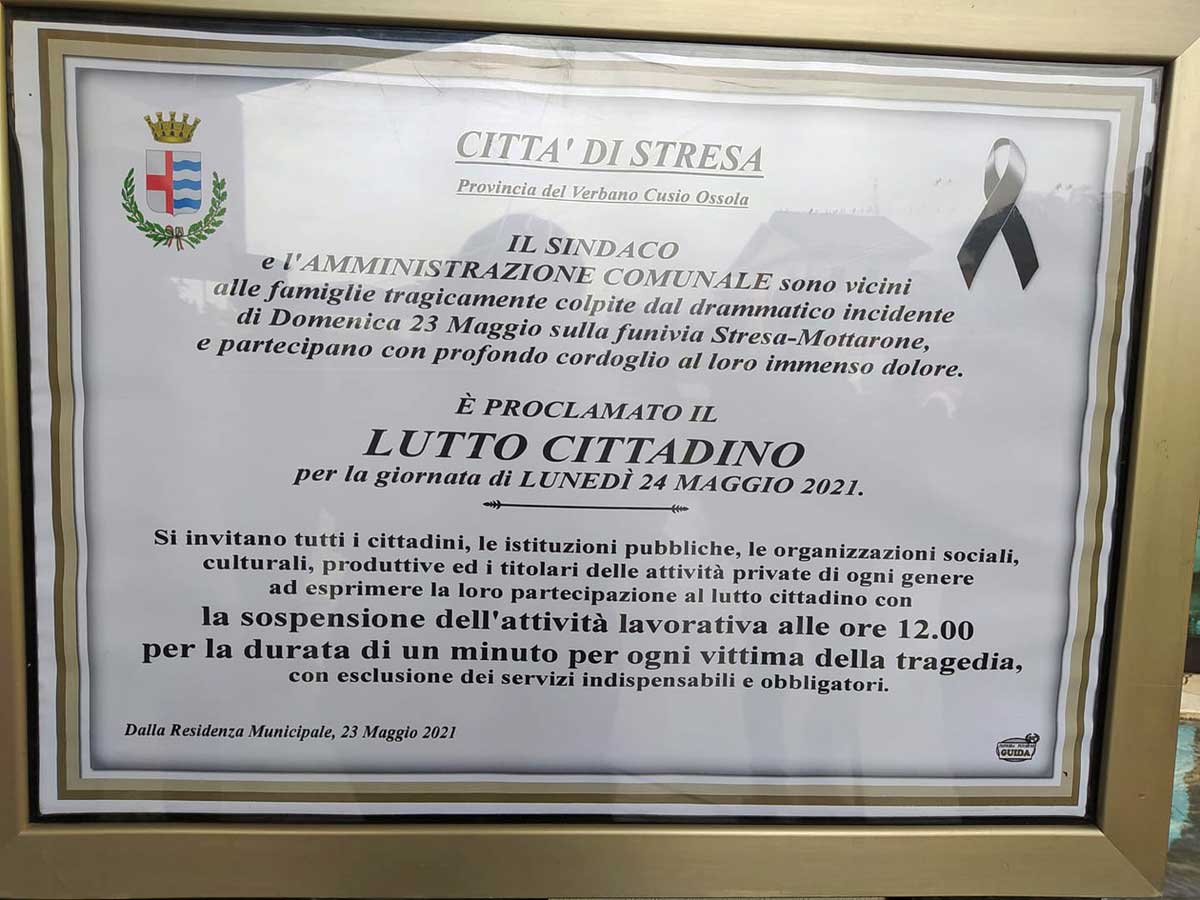 CITTA' DI STRESA
Provincia del Verbano Cusio Ossola
IL SINDACO
e l'AMMINISTRAZIONE COMUNALE sono vicini
alle famiglie tragicamente colpite dal drammatico incidente
di Domenica 23 Maggio sulla funivia Stresa-Mottarone,
e partecipano con profondo cordoglio al loro immenso dolore.
È PROCLAMATO IL
LUTTO CITTADINO
per la giornata di LUNEDÌ 24 MAGGIO 2021.
Si invitano tutti i cittadini, le istituzioni pubbliche, le organizzazioni sociali,
culturali, produttive ed i titolari delle attività private di ogni genere
ad esprimere la loro partecipazione al lutto cittadino con
la sospensione dell'attività lavorativa alle ore 12.00
per la durata di un minuto per ogni vittima della tragedia,
con esclusione dei servizi indispensabili e obbligatori.
Dalla Residenza Municipale, 23 Maggio 2021
GUIDA